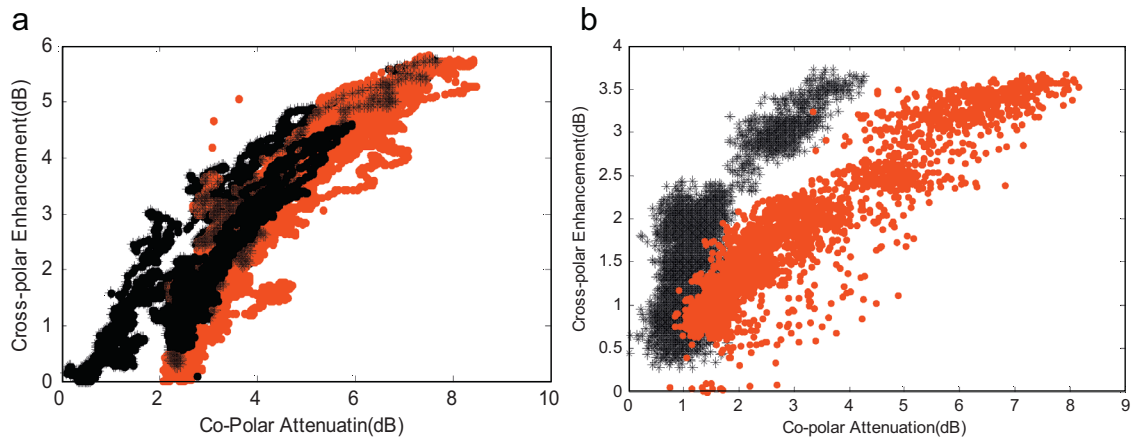 a
6
5
4
3
2
1
0
Cross-polar Enhancement(dB)
0 2 4 6 8 10
Co-Polar Attenuatin(dB)
b
4
3.5
3
2.5
2
1.5
1
0.5
0
Cross-polar Enhancement(dB)
0 1 2 3 4 5 6 7 8 9
Co-polar Attenuation(dB)